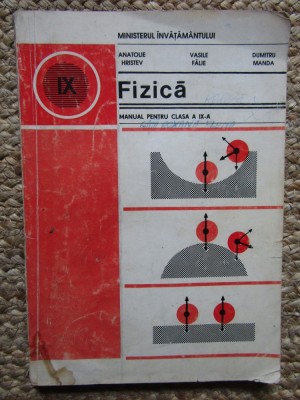 MINISTERUL ÎNVĂȚĂMÂNTULUI
ANATOLIE HRISTEV
VASILE FĂLIE
DUMITRU MANDA
IX
Fizică
MANUAL PENTRU CLASA A IX-A